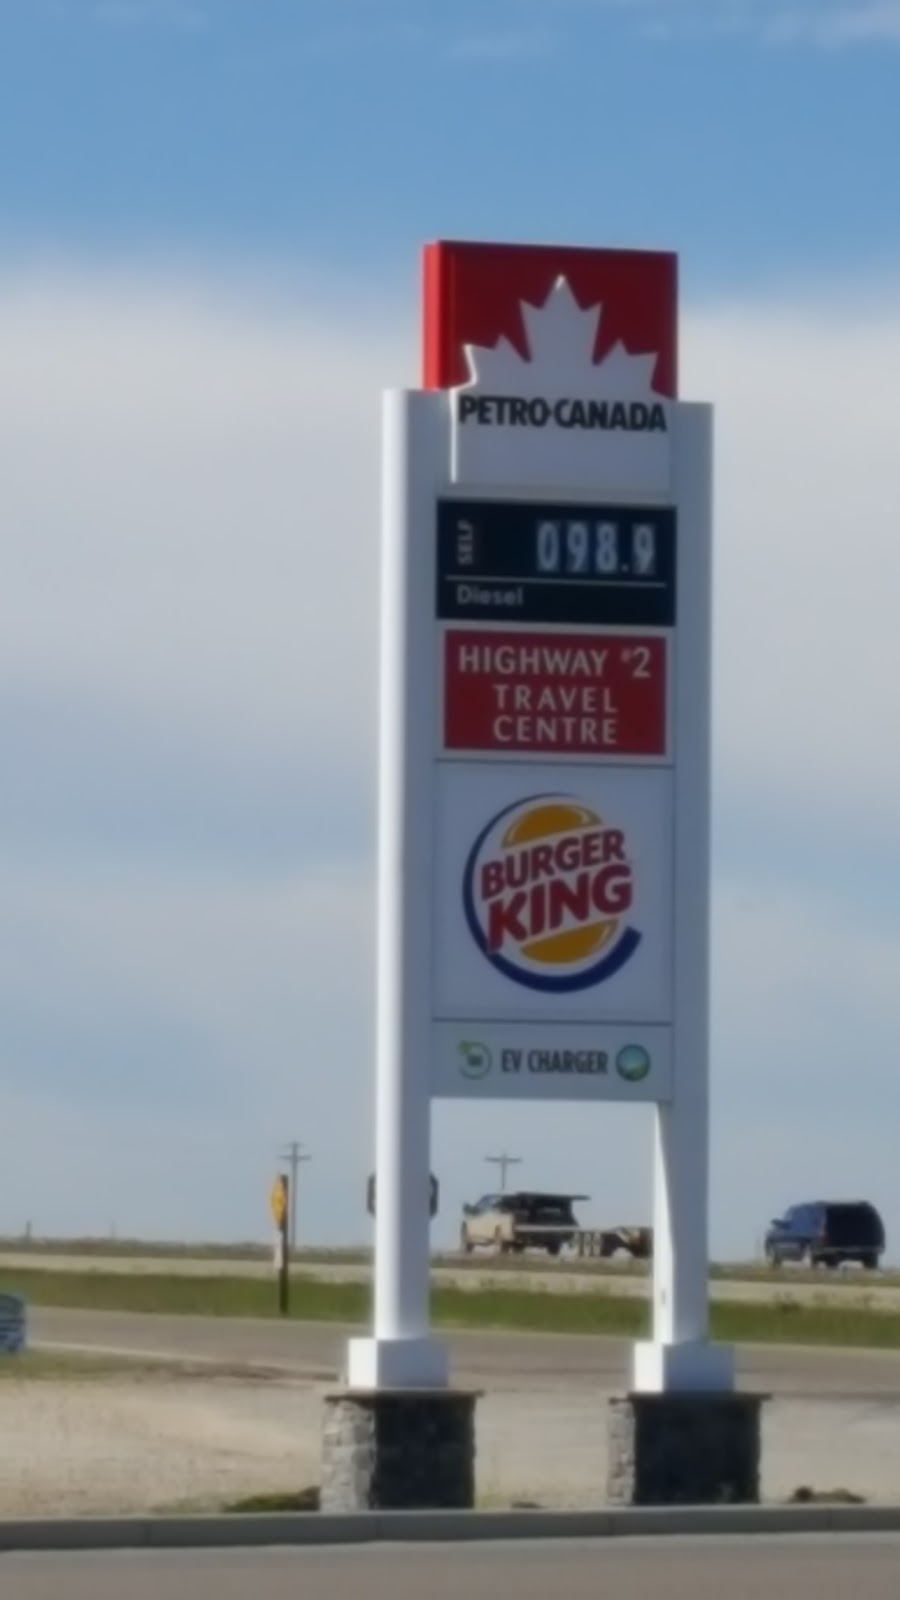 PETRO-CANADA
SELF
098.9
Diesel
HIGHWAY #2
TRAVEL
CENTRE
BURGER
KING
EV CHARGER